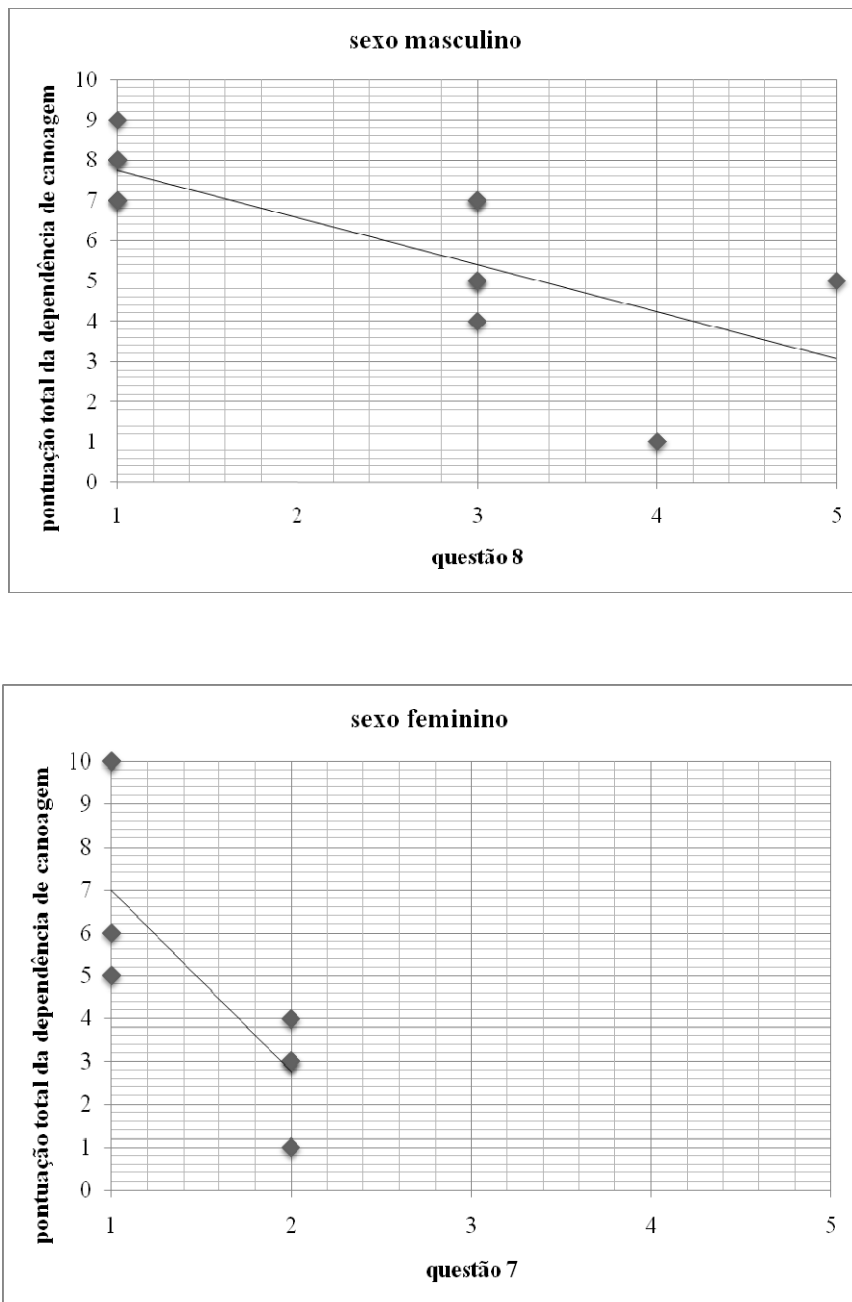 sexo masculino
pontuação total da dependência de canoagem
10
9
8
7
6
5
4
3
2
1
0
1 2 3 4 5
questão 8
sexo feminino
pontuação total da dependência de canoagem
10
9
8
7
6
5
4
3
2
1
0
1 2 3 4 5
questão 7